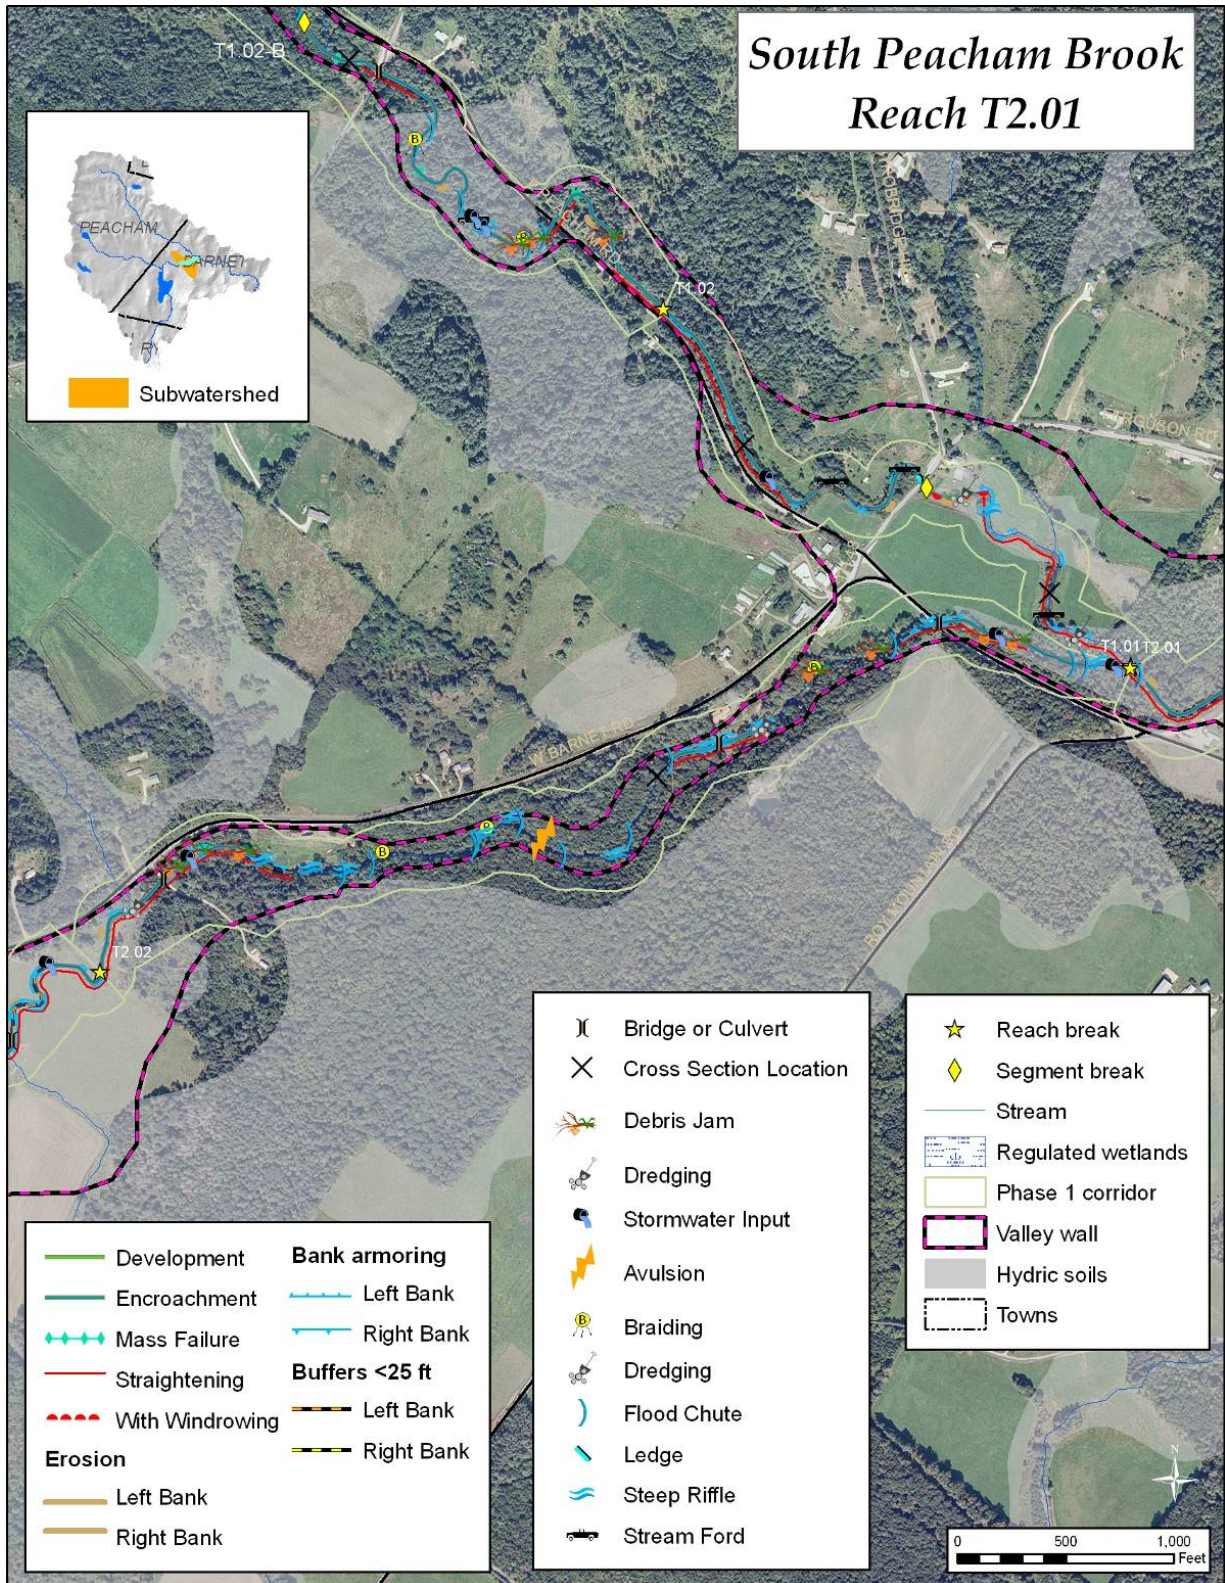 South Peacham Brook
Reach T2.01
T1.02-B
PEACHAM
BARNET
Subwatershed
T1.02
FERGUSON RD
T1.01
T2.01
W BARNET RD
T2.02
Bridge or Culvert
Cross Section Location
Debris Jam
Dredging
Stormwater Input
Avulsion
B
Braiding
Dredging
Flood Chute
Ledge
Steep Riffle
Stream Ford
Reach break
Segment break
Stream
Regulated wetlands
Phase 1 corridor
Valley wall
Hydric soils
Towns
Development
Encroachment
Mass Failure
Straightening
With Windrowing
Erosion
Left Bank
Right Bank
Bank armoring
Left Bank
Right Bank
Buffers <25 ft
Left Bank
Right Bank
N
0 500 1,000
Feet